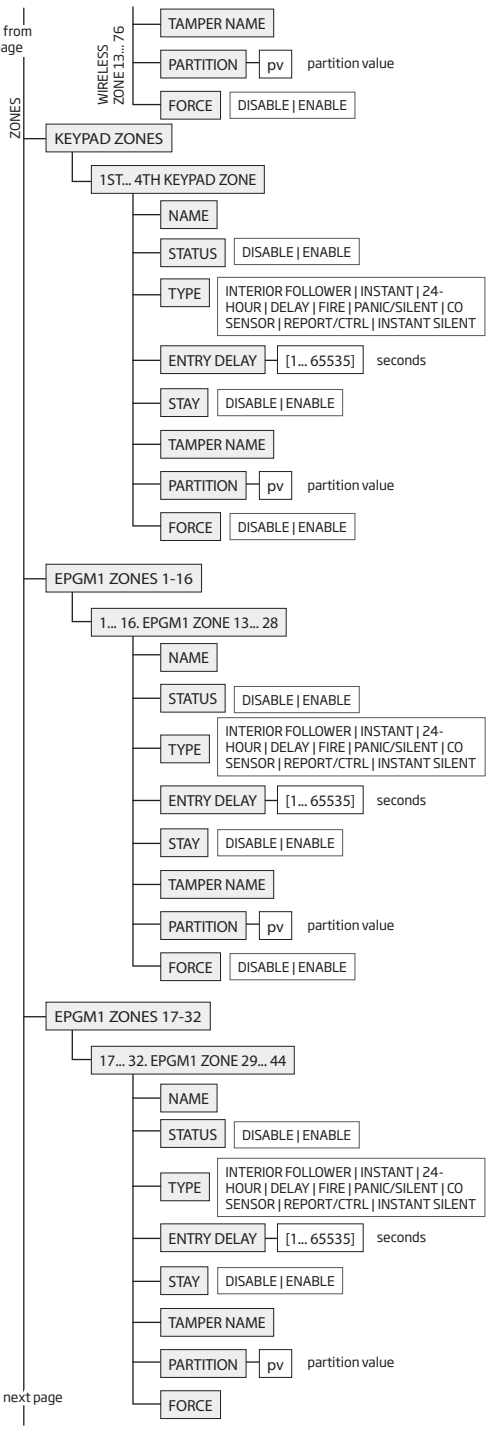 from
page
ZONES
WIRELESS
ZONE 13... 76
TAMPER NAME
PARTITION pv partition value
FORCE DISABLE | ENABLE
KEYPAD ZONES
1ST... 4TH KEYPAD ZONE
NAME
STATUS DISABLE | ENABLE
TYPE
INTERIOR FOLLOWER | INSTANT | 24-
HOUR | DELAY | FIRE | PANIC/SILENT | CO
SENSOR | REPORT/CTRL | INSTANT SILENT
ENTRY DELAY [1... 65535] seconds
STAY DISABLE | ENABLE
TAMPER NAME
PARTITION pv partition value
FORCE DISABLE | ENABLE
EPGM1 ZONES 1-16
1... 16. EPGM1 ZONE 13... 28
NAME
STATUS DISABLE | ENABLE
TYPE
INTERIOR FOLLOWER | INSTANT | 24-
HOUR | DELAY | FIRE | PANIC/SILENT | CO
SENSOR | REPORT/CTRL | INSTANT SILENT
ENTRY DELAY [1... 65535] seconds
STAY DISABLE | ENABLE
TAMPER NAME
PARTITION pv partition value
FORCE DISABLE | ENABLE
EPGM1 ZONES 17-32
17... 32. EPGM1 ZONE 29... 44
NAME
STATUS DISABLE | ENABLE
TYPE
INTERIOR FOLLOWER | INSTANT | 24-
HOUR | DELAY | FIRE | PANIC/SILENT | CO
SENSOR | REPORT/CTRL | INSTANT SILENT
ENTRY DELAY [1... 65535] seconds
STAY DISABLE | ENABLE
TAMPER NAME
PARTITION pv partition value
FORCE
next page